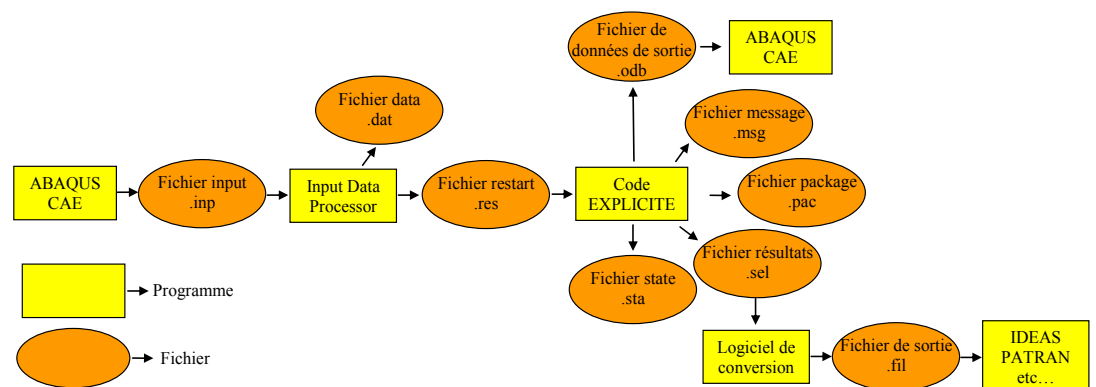 Fichier de
données de sortie
.odb
ABAQUS
CAE
Fichier data
.dat
Fichier message
.msg
ABAQUS
CAE
Fichier input
.inp
Input Data
Processor
Fichier restart
.res
Code
EXPLICITE
Fichier package
.pac
Fichier résultats
.sel
Fichier state
.sta
Programme
Fichier
Logiciel de
conversion
Fichier de sortie
.fil
IDEAS
PATRAN
etc…